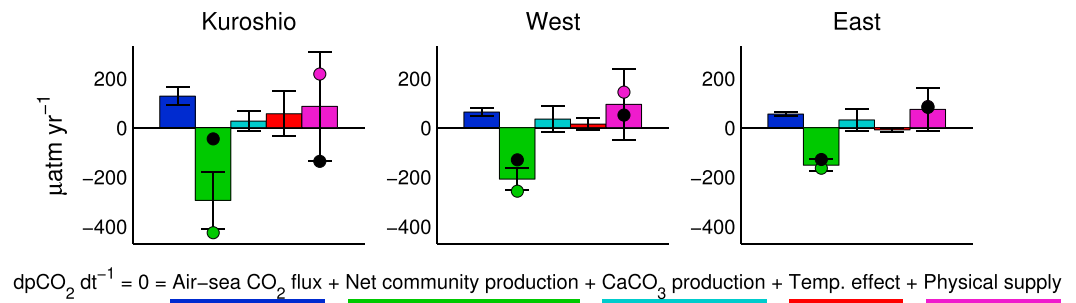 Kuroshio West East
200 200 200
0 0 0
−200 −200 −200
−400 −400 −400
µatm yr⁻¹
dpCO₂ dt⁻¹ = 0 = Air−sea CO₂ flux + Net community production + CaCO₃ production + Temp. effect + Physical supply